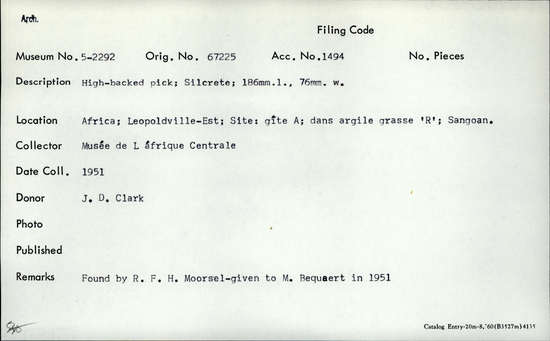 Arch.
Filing Code
Museum No. 5-2292 Orig. No. 67225 Acc. No. 1494 No. Pieces
Description High-backed pick; Silcrete; 186mm.l., 76mm. w.
Location Africa; Leopoldville-Est; Site: gîte A; dans argile grasse 'R'; Sangoan.
Collector Musée de L áfrique Centrale
Date Coll. 1951
Donor J. D. Clark
Photo
Published
Remarks Found by R. F. H. Moorsel-given to M. Bequaert in 1951
Catalog Entry-20m-8,'60(B3527m)4135